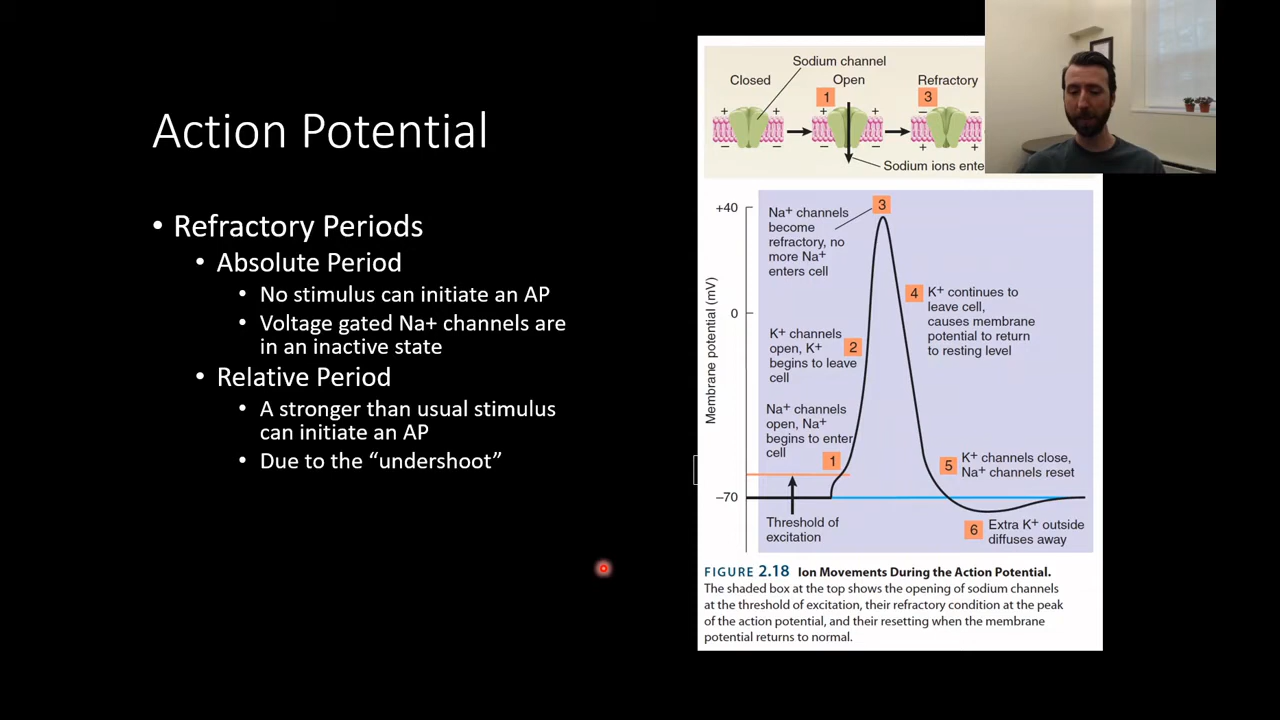 Action Potential
• Refractory Periods
• Absolute Period
• No stimulus can initiate an AP
• Voltage gated Na+ channels are
in an inactive state
• Relative Period
• A stronger than usual stimulus
can initiate an AP
• Due to the “undershoot”
Sodium channel
Closed
Open
Refractory
1
3
+ +
+ +
+ −
− −
− −
+ +
Sodium ions ente
Membrane potential (mV)
+40
0
−70
Na+ channels
become
refractory, no
more Na+
enters cell
3
4
K+ continues to
leave cell,
causes membrane
potential to return
to resting level
K+ channels
open, K+
begins to leave
cell
2
Na+ channels
open, Na+
begins to enter
cell
1
5
K+ channels close,
Na+ channels reset
Threshold of
excitation
6
Extra K+ outside
diffuses away
FIGURE 2.18 Ion Movements During the Action Potential.
The shaded box at the top shows the opening of sodium channels
at the threshold of excitation, their refractory condition at the peak
of the action potential, and their resetting when the membrane
potential returns to normal.